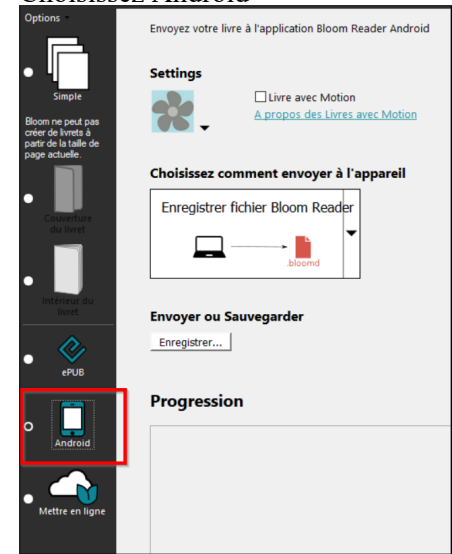 Choisissez Android
Options
Simple
Bloom ne peut pas
créer de livrets à
partir de la taille de
page actuelle.
Couverture
du livret
Intérieur du
livret
ePUB
Android
Mettre en ligne
Envoyez votre livre à l'application Bloom Reader Android
Settings
Livre avec Motion
A propos des Livres avec Motion
Choisissez comment envoyer à l'appareil
Enregistrer fichier Bloom Reader
.bloomd
Envoyer ou Sauvegarder
Enregistrer...
Progression